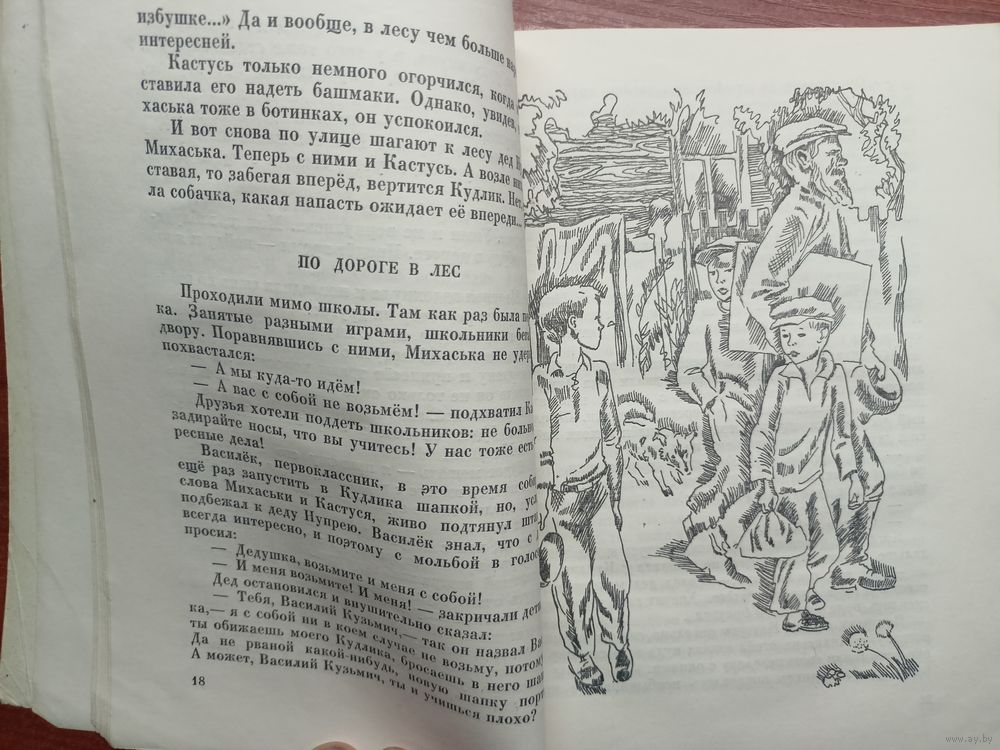 избушке...» Да и вообще, в лесу чем больше
интересней.
Кастусь только немного огорчился, когда
ставила его надеть башмаки. Однако, увидев,
хаська тоже в ботинках, он успокоился.
И вот снова по улице шагают к лесу дед
Михаська. Теперь с ними и Кастусь. А возле
ставая, то забегая вперёд, вертится Кудлик.
ла собачка, какая напасть ожидает её впереди...
ПО ДОРОГЕ В ЛЕС
Проходили мимо школы. Там как раз была
ка. Занятые разными играми, школьники
двору. Поравнявшись с ними, Михаська не
похвастался:
— А мы куда-то идём!
— А вас с собой не возьмём! — подхватил
Друзья хотели поддеть школьников: не
задирайте носы, что вы учитесь! У нас тоже есть
ресные дела!
Василёк, первоклассник, в это время
ещё раз запустить в Кудлика шапкой, но,
слова Михаськи и Кастуся, живо подтянул
подбежал к деду Нупрею. Василёк знал, что с
всегда интересно, и поэтому с мольбой в
просил:
— Дедушка, возьмите и меня с собой!
— И меня возьмите! И меня! — закричали
Дед остановился и внушительно сказал:
— Тебя, Василий Кузьмич,— так он назвал
ка,— я с собой ни в коем случае не возьму, потому
ты обижаешь моего Кудлика, бросаешь в него
Да не рваной какой-нибудь, новую шапку
А может, Василий Кузьмич, ты и учишься плохо?
18
www.ay.by